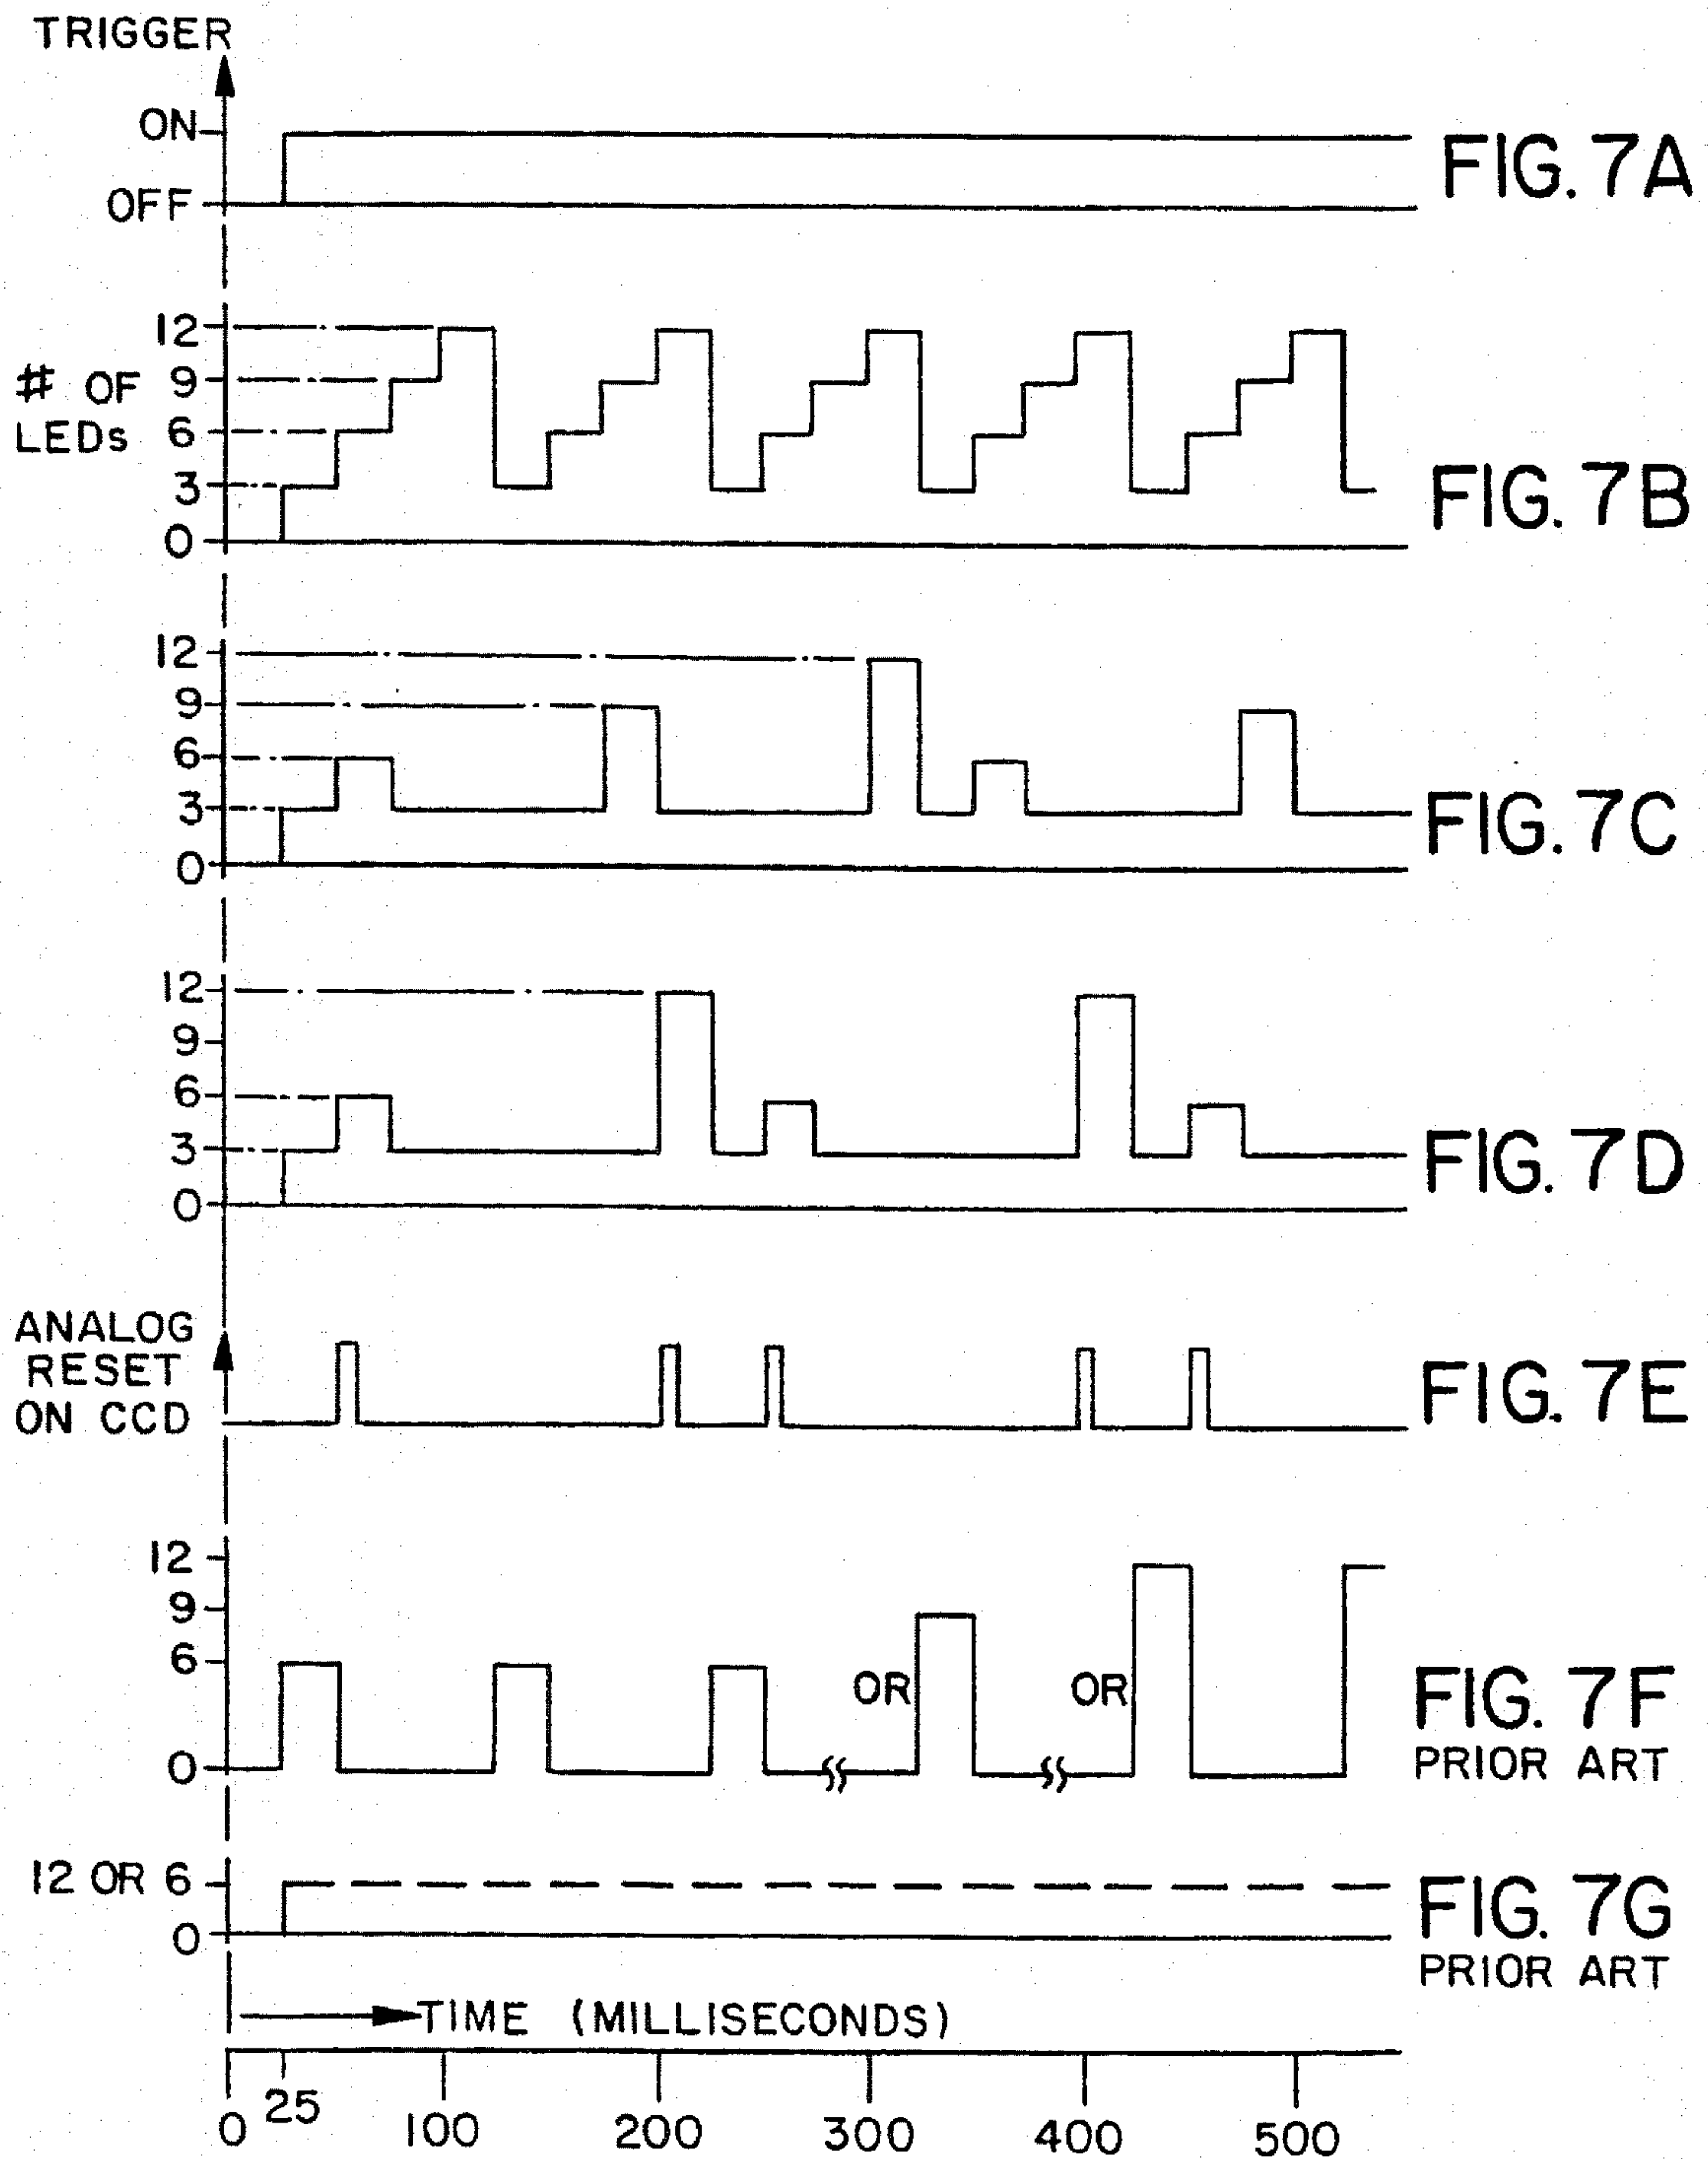 TRIGGER
ON
OFF
FIG. 7A
12
9
6
3
0
# OF
LEDs
FIG. 7B
12
9
6
3
0
FIG. 7C
12
9
6
3
0
FIG. 7D
ANALOG
RESET
ON CCD
FIG. 7E
12
9
6
0
OR
OR
FIG. 7F
PRIOR ART
12 OR 6
0
FIG. 7G
PRIOR ART
TIME (MILLISECONDS)
0 25 100 200 300 400 500